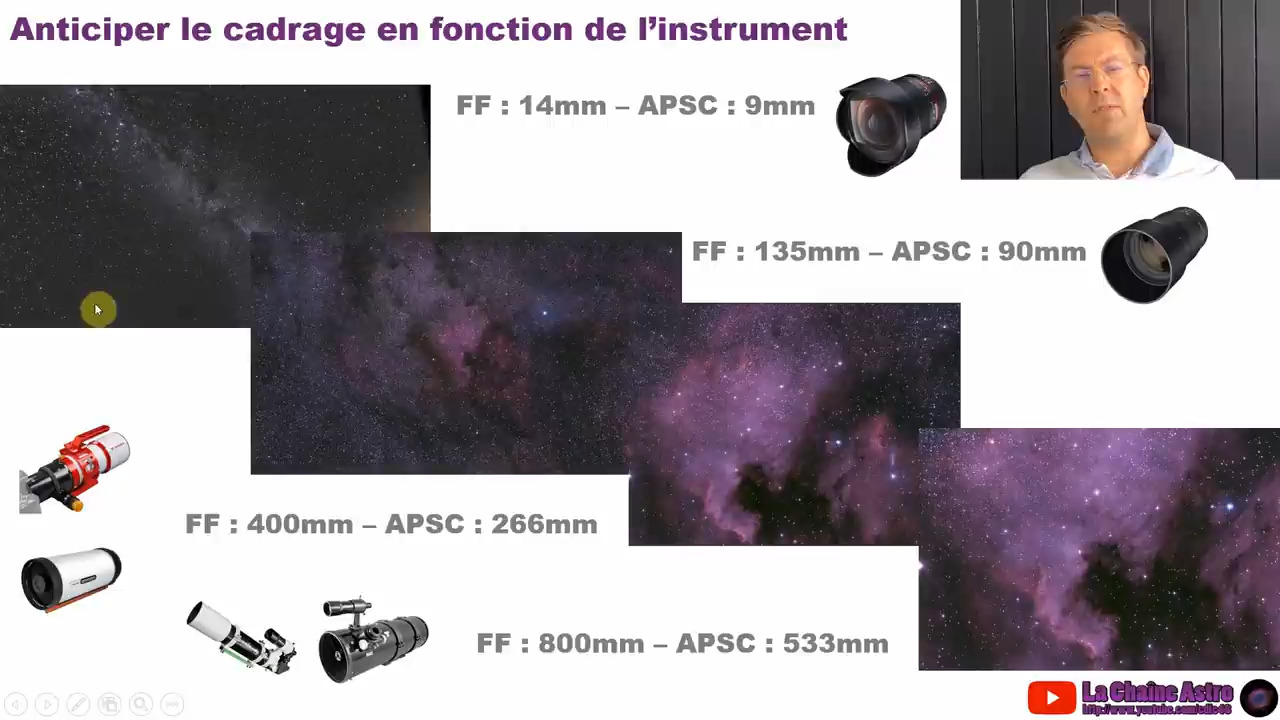 Anticiper le cadrage en fonction de l’instrument
FF : 14mm – APSC : 9mm
FF : 135mm – APSC : 90mm
FF : 400mm – APSC : 266mm
FF : 800mm – APSC : 533mm
La Chaîne Astro